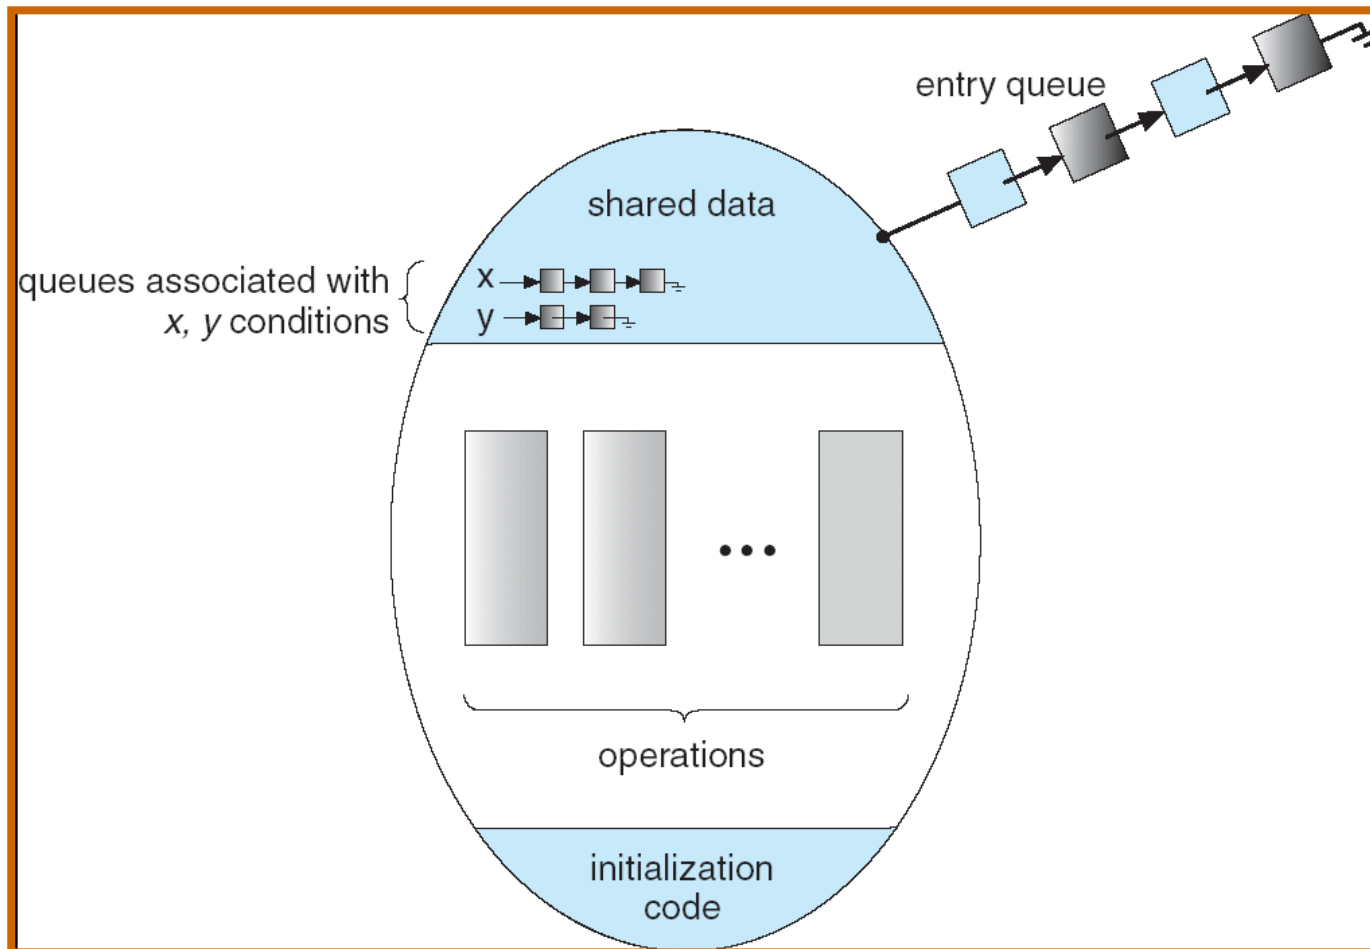 entry queue
shared data
queues associated with
x, y conditions
x
y
...
operations
initialization
code